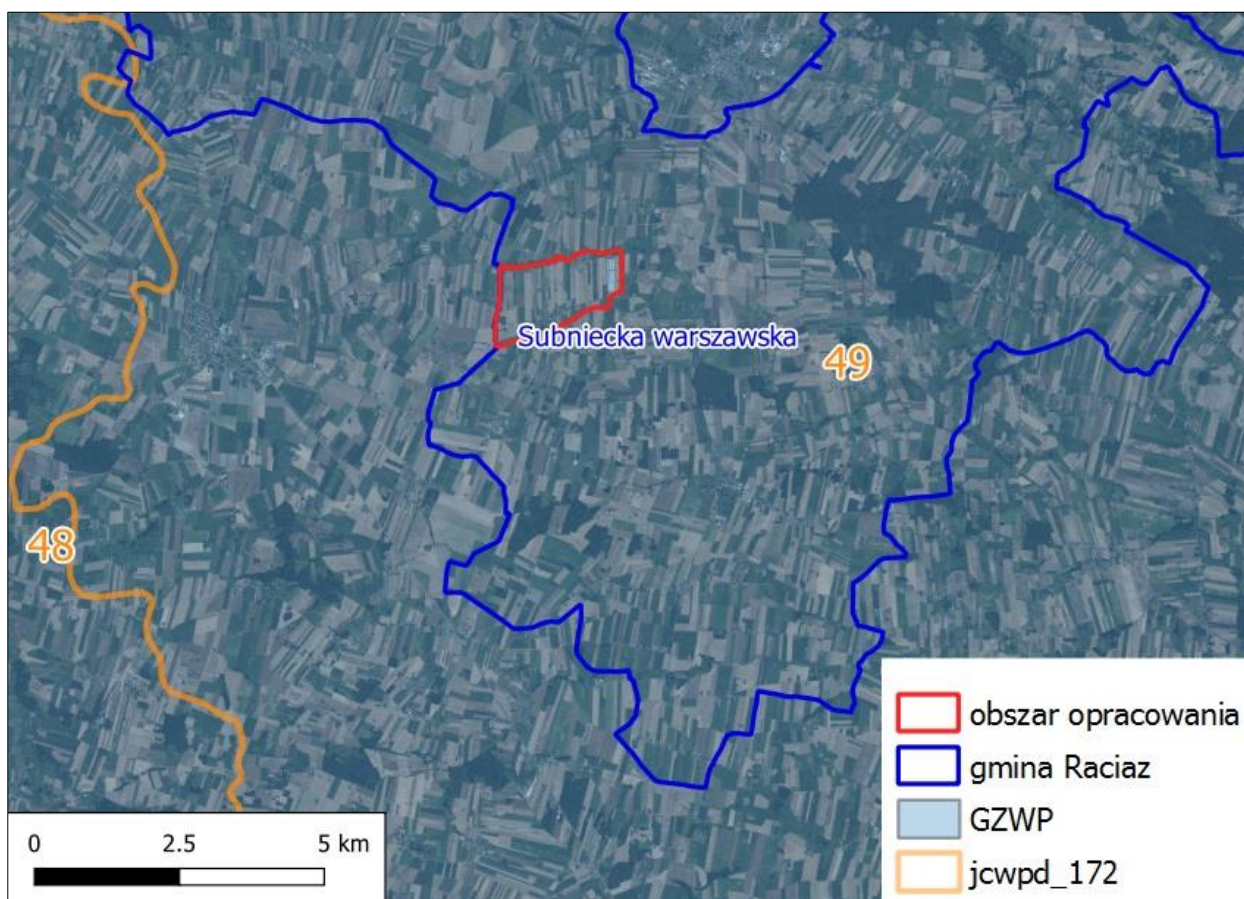 Subniecka warszawska
49
48
obszar opracowania
gmina Raciaz
GZWP
jcwpd_172
0 2.5 5 km